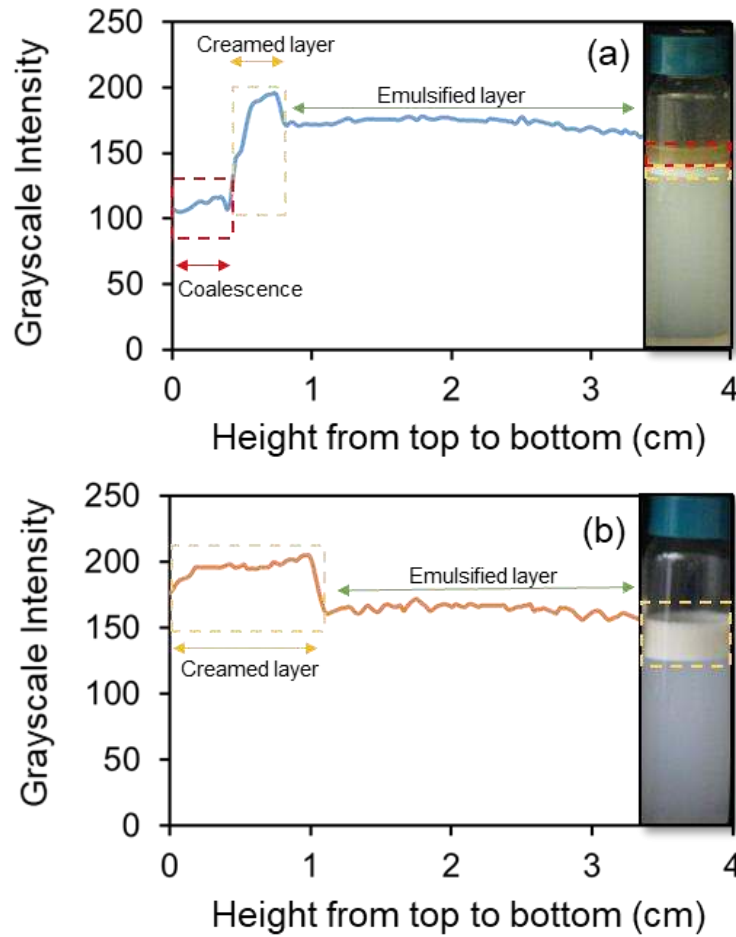 250
Creamed layer
(a)
200
Emulsified layer
150
100
Coalescence
50
0
0 1 2 3 4
Grayscale Intensity
Height from top to bottom (cm)
250
(b)
200
Emulsified layer
150
Creamed layer
100
50
0
0 1 2 3 4
Grayscale Intensity
Height from top to bottom (cm)